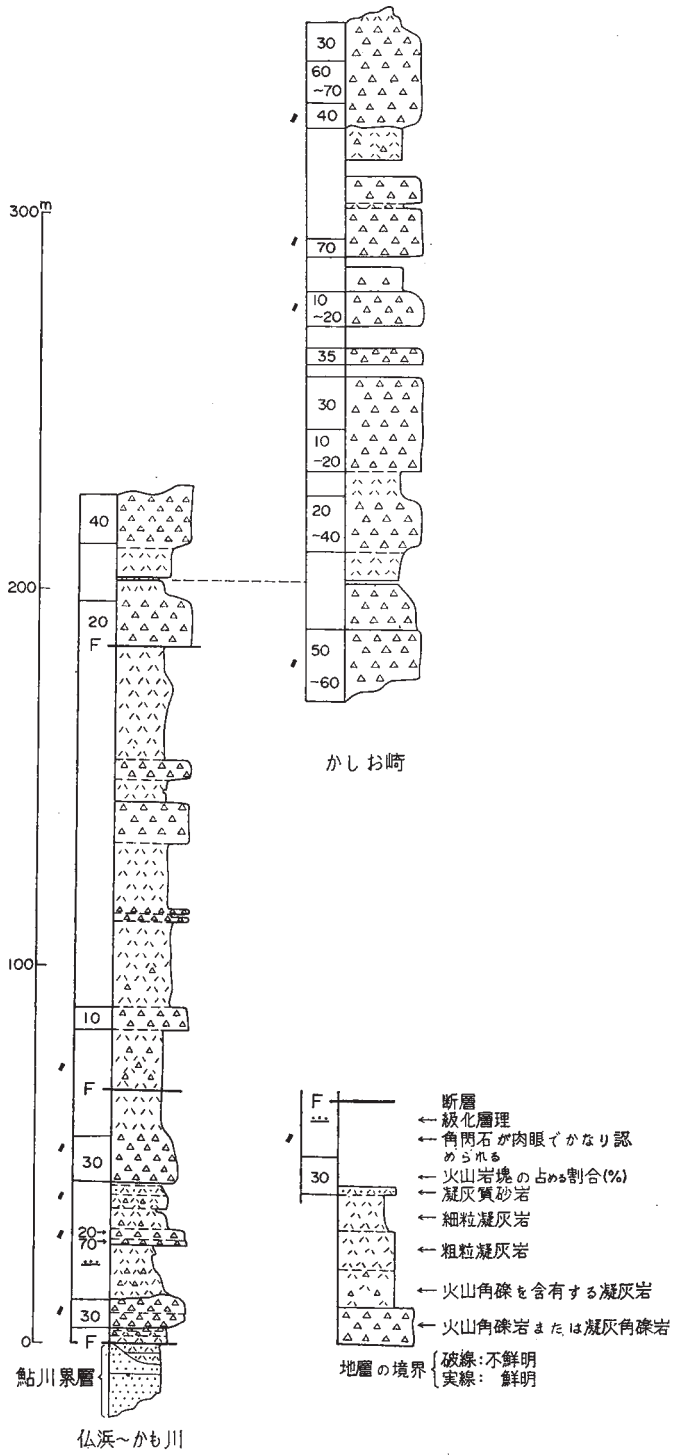 30
60
~70
40
300m
70
10
~20
35
30
10
~20
20
~40
40
200
20
F
50
~60
かしお崎
100
10
F
30
20→
70→
30
0
F
鮎川累層
仏浜〜かも川
F
断層
←級化層理
←角閃石が肉眼でかなり認
められる
30
←火山岩塊の占める割合(%)
←凝灰質砂岩
←細粒凝灰岩
←粗粒凝灰岩
←火山角礫を含有する凝灰岩
←火山角礫岩または凝灰角礫岩
地層の境界{破線:不鮮明
実線: 鮮明